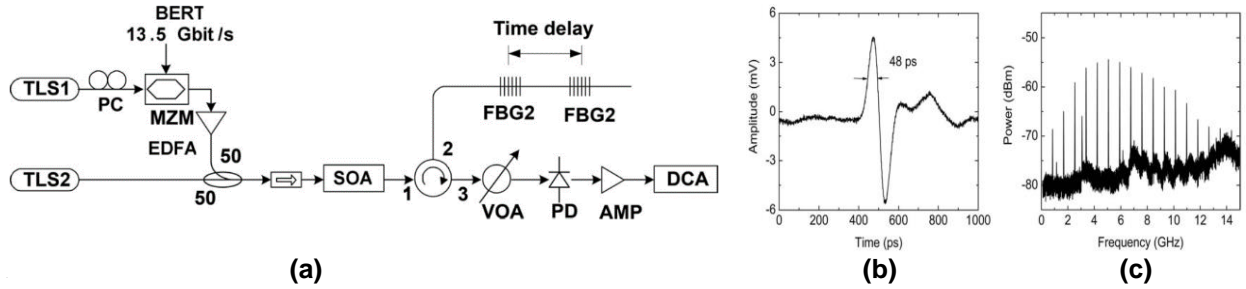 BERT
13.5 Gbit/s
TLS1
PC
MZM
EDFA
Time delay
FBG2
FBG2
TLS2
50
50
SOA
1
2
3
VOA
PD
AMP
DCA
(a)
Amplitude (mV)
6
3
0
-3
-6
48 ps
0 200 400 600 800 1000
Time (ps)
(b)
Power (dBm)
-50
-60
-70
-80
0 2 4 6 8 10 12 14
Frequency (GHz)
(c)